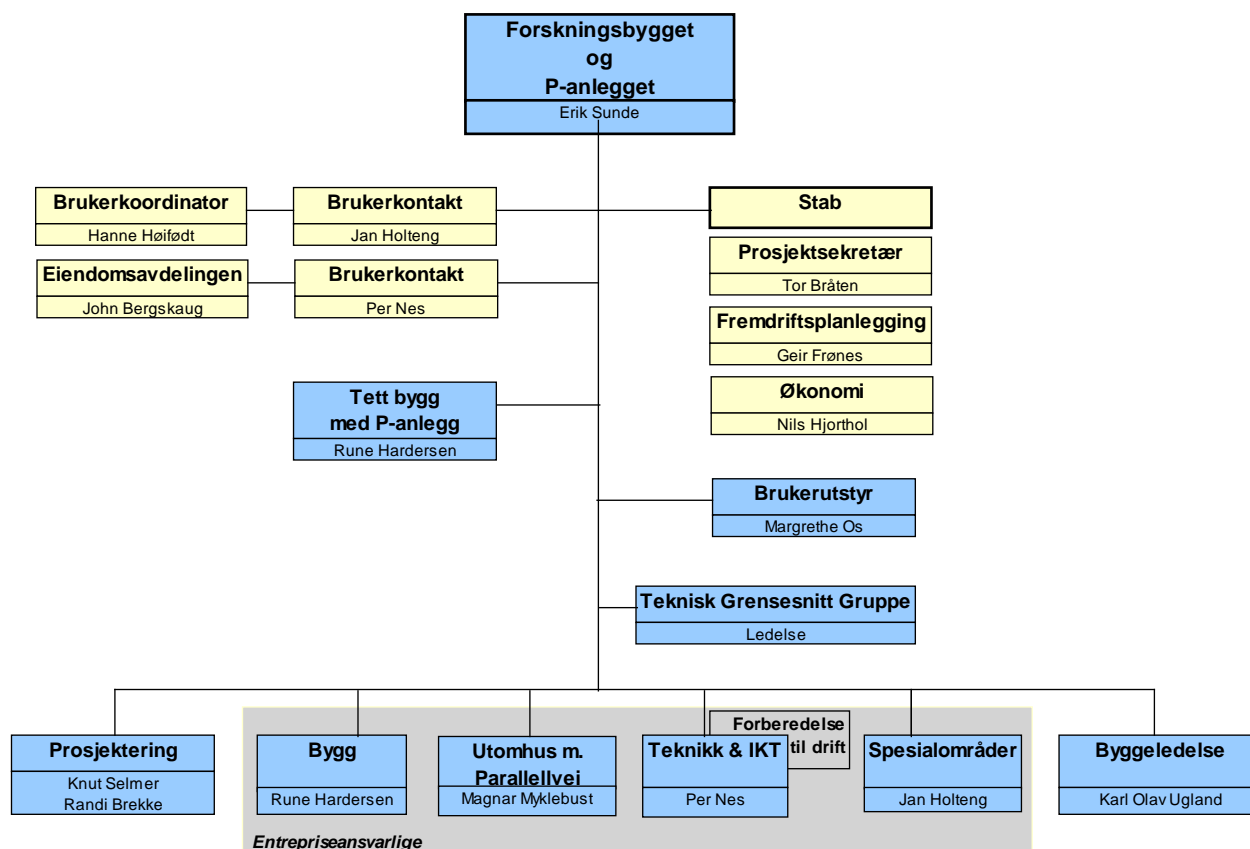 Forskningsbygget
og
P-anlegget
Erik Sunde
Brukerkoordinator
Hanne Høifødt
Brukerkontakt
Jan Holteng
Stab
Prosjektsekretær
Tor Bråten
Eiendomsavdelingen
John Bergskaug
Brukerkontakt
Per Nes
Fremdriftsplanlegging
Geir Frønes
Økonomi
Nils Hjorthol
Tett bygg
med P-anlegg
Rune Hardersen
Brukerutstyr
Margrethe Os
Teknisk Grensesnitt Gruppe
Ledelse
Prosjektering
Knut Selmer
Randi Brekke
Bygg
Rune Hardersen
Utomhus m.
Parallellvei
Magnar Myklebust
Forberedelse
til drift
Teknikk & IKT
Per Nes
Spesialområder
Jan Holteng
Byggeledelse
Karl Olav Ugland
Entrepriseansvarlige